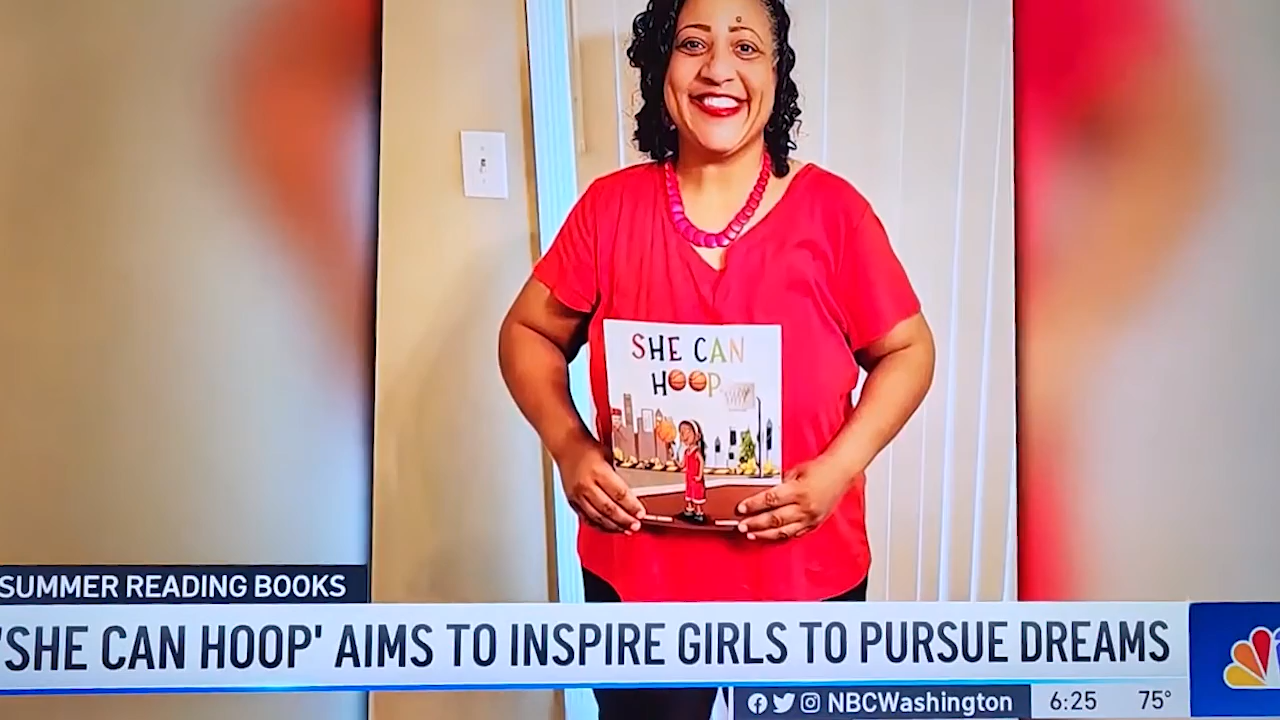 SHE CAN
HOOP
SUMMER READING BOOKS
'SHE CAN HOOP' AIMS TO INSPIRE GIRLS TO PURSUE DREAMS
NBCWashington
6:25
75°